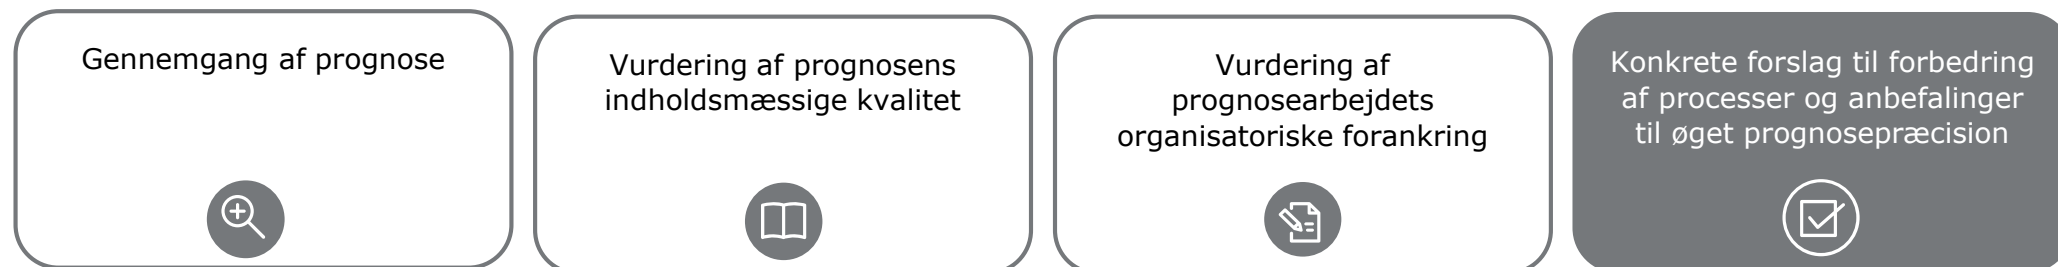 Gennemgang af prognose
Vurdering af prognosens
indholdsmæssige kvalitet
Vurdering af
prognosearbejdets
organisatoriske forankring
Konkrete forslag til forbedring
af processer og anbefalinger
til øget prognosepræcision